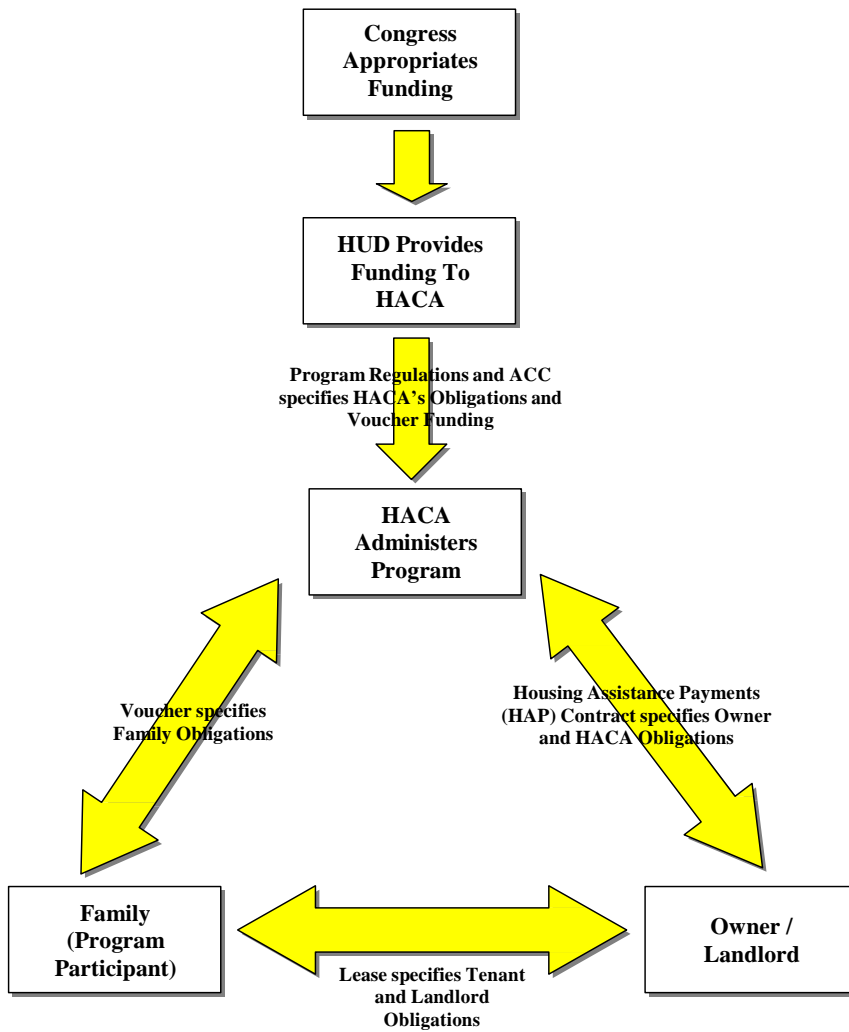 Congress
Appropriates
Funding
HUD Provides
Funding To
HACA
Program Regulations and ACC
specifies HACA's Obligations and
Voucher Funding
HACA
Administers
Program
Voucher specifies
Family Obligations
Housing Assistance Payments
(HAP) Contract specifies Owner
and HACA Obligations
Family
(Program
Participant)
Owner /
Landlord
Lease specifies Tenant
and Landlord
Obligations